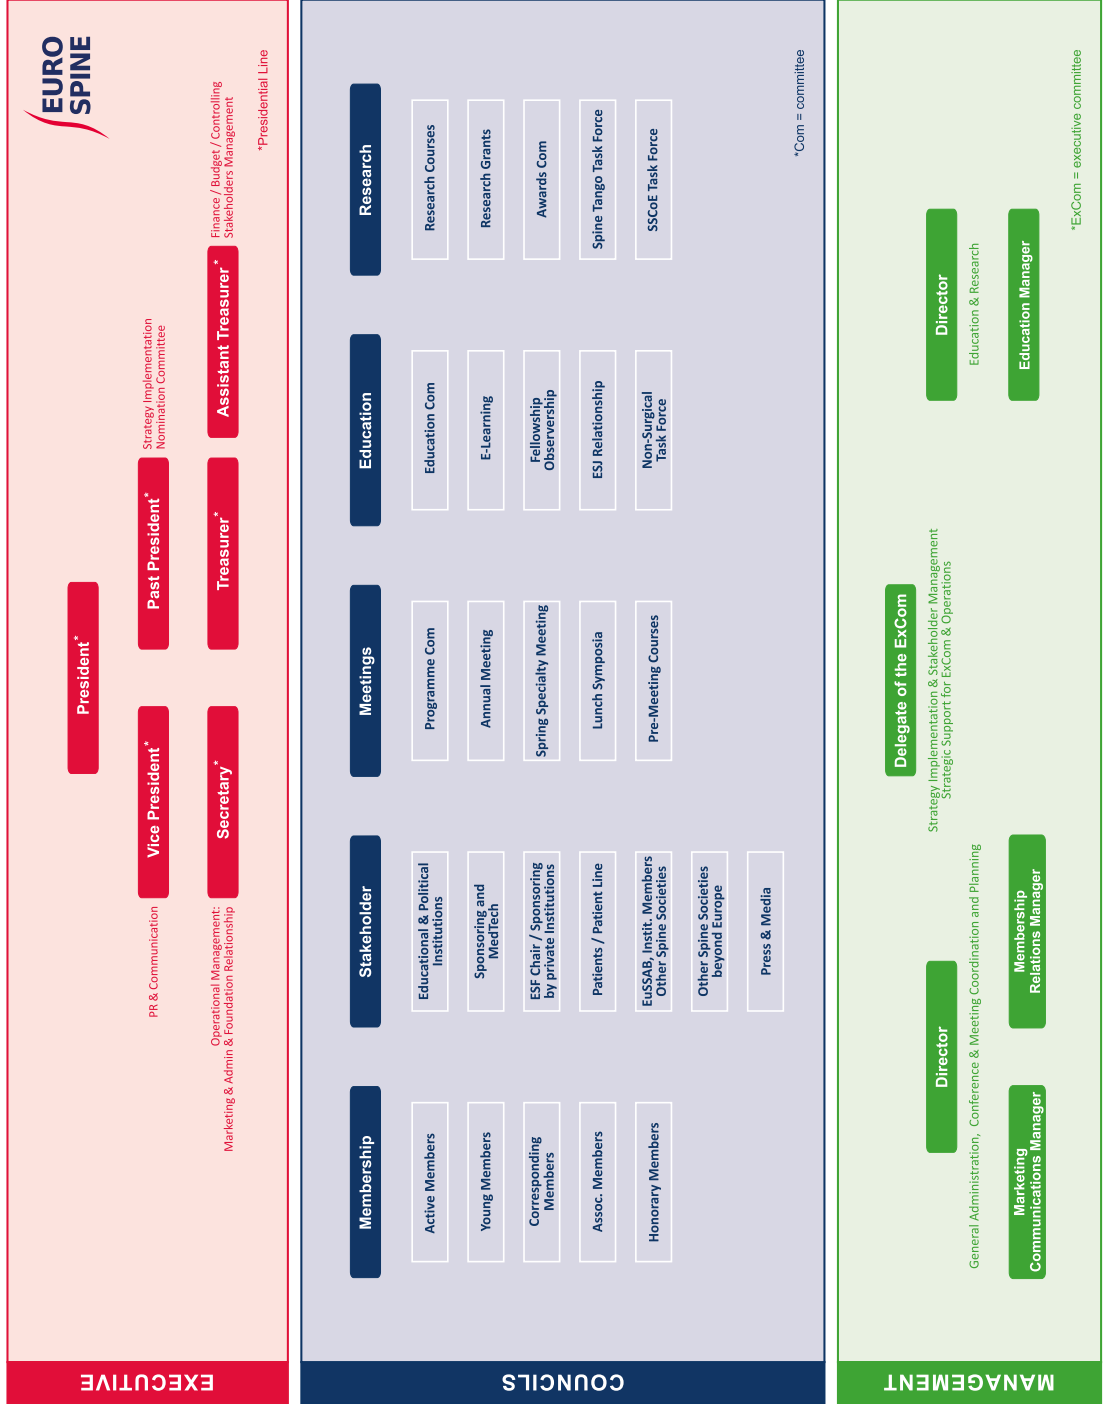 EURO
SPINE
EXECUTIVE
President*
Vice President*
PR & Communication
Past President*
Strategy Implementation
Nomination Committee
Secretary*
Operational Management:
Marketing & Admin & Foundation Relationship
Treasurer*
Assistant Treasurer*
Finance / Budget / Controlling
Stakeholders Management
*Presidential Line
COUNCILS
Membership
Active Members
Young Members
Corresponding
Members
Assoc. Members
Honorary Members
Stakeholder
Educational & Political
Institutions
Sponsoring and
MedTech
ESF Chair / Sponsoring
by private Institutions
Patients / Patient Line
EuSSAB, Instit. Members
Other Spine Societies
Other Spine Societies
beyond Europe
Press & Media
Meetings
Programme Com
Annual Meeting
Spring Specialty Meeting
Lunch Symposia
Pre-Meeting Courses
Education
Education Com
E-Learning
Fellowship
Observership
ESJ Relationship
Non-Surgical
Task Force
Research
Research Courses
Research Grants
Awards Com
Spine Tango Task Force
SSCoE Task Force
*Com = committee
MANAGEMENT
Delegate of the ExCom
Strategy Implementation & Stakeholder Management
Strategic Support for ExCom & Operations
Director
General Administration, Conference & Meeting Coordination and Planning
Marketing
Communications Manager
Membership
Relations Manager
Director
Education & Research
Education Manager
*ExCom = executive committee